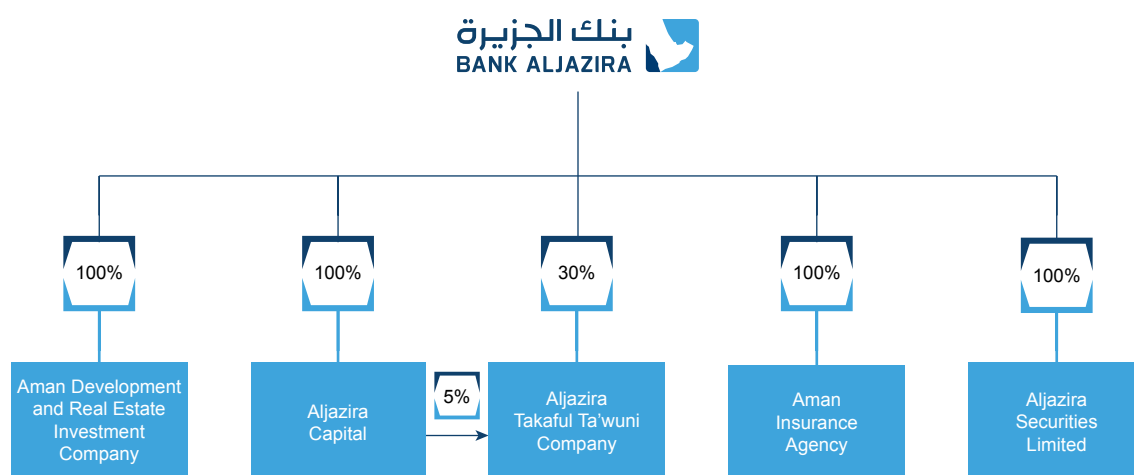 بنك الجزيرة
BANK ALJAZIRA
100%
100%
30%
100%
100%
Aman Development
and Real Estate
Investment
Company
Aljazira
Capital
5%
Aljazira
Takaful Ta’wuni
Company
Aman
Insurance
Agency
Aljazira
Securities
Limited